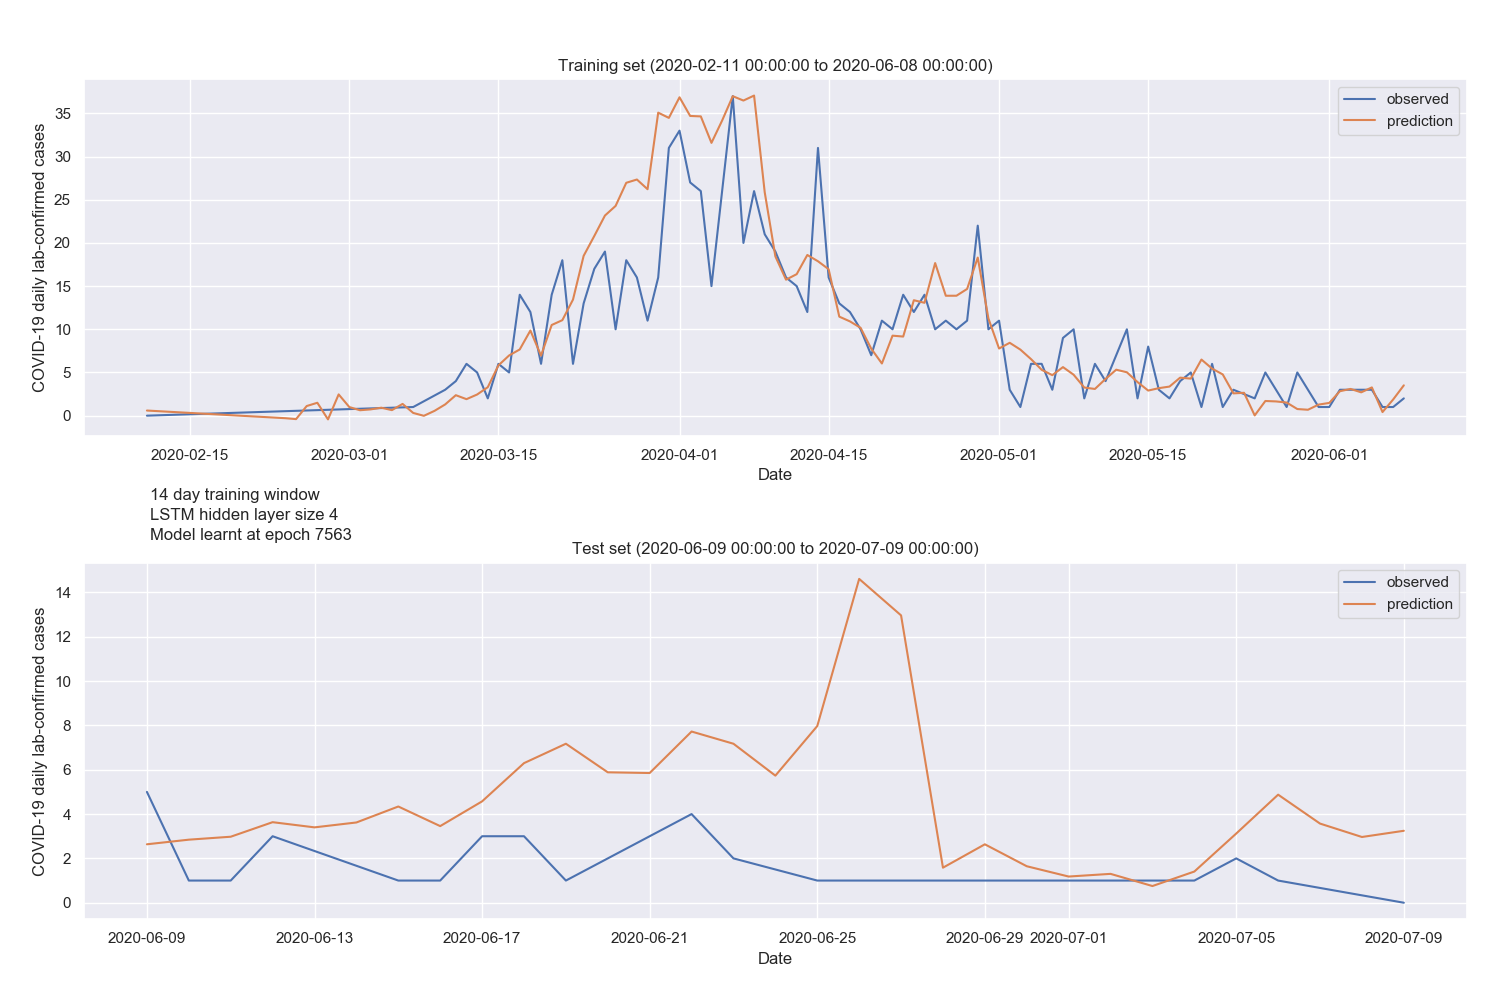 Training set (2020-02-11 00:00:00 to 2020-06-08 00:00:00)
COVID-19 daily lab-confirmed cases
35
30
25
20
15
10
5
0
observed
prediction
2020-02-15 2020-03-01 2020-03-15 2020-04-01 2020-04-15 2020-05-01 2020-05-15 2020-06-01
Date
14 day training window
LSTM hidden layer size 4
Model learnt at epoch 7563
Test set (2020-06-09 00:00:00 to 2020-07-09 00:00:00)
COVID-19 daily lab-confirmed cases
14
12
10
8
6
4
2
0
observed
prediction
2020-06-09 2020-06-13 2020-06-17 2020-06-21 2020-06-25 2020-06-29 2020-07-01 2020-07-05 2020-07-09
Date